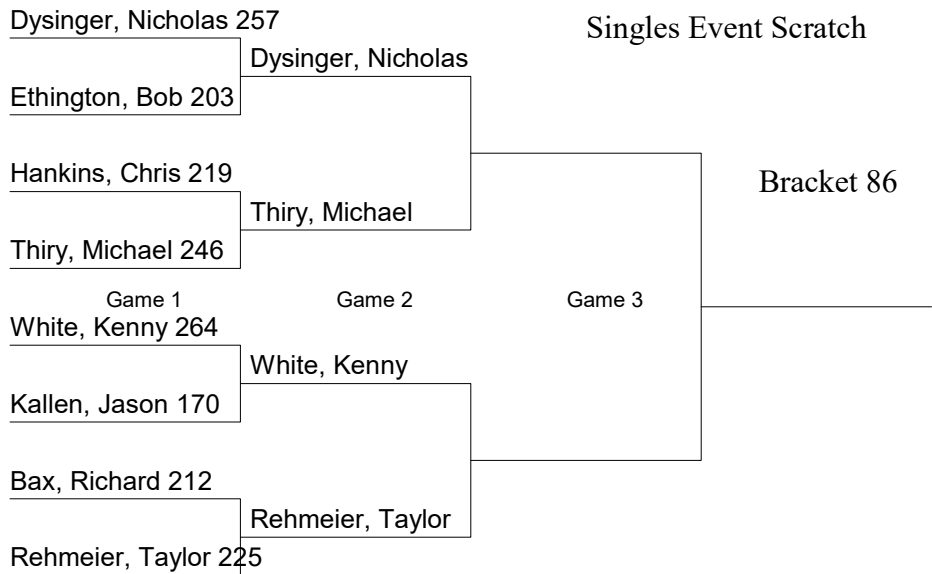 Dysinger, Nicholas 257
Singles Event Scratch
Dysinger, Nicholas
Ethington, Bob 203
Hankins, Chris 219
Bracket 86
Thiry, Michael
Thiry, Michael 246
Game 1
Game 2
Game 3
White, Kenny 264
White, Kenny
Kallen, Jason 170
Bax, Richard 212
Rehmeier, Taylor
Rehmeier, Taylor 225